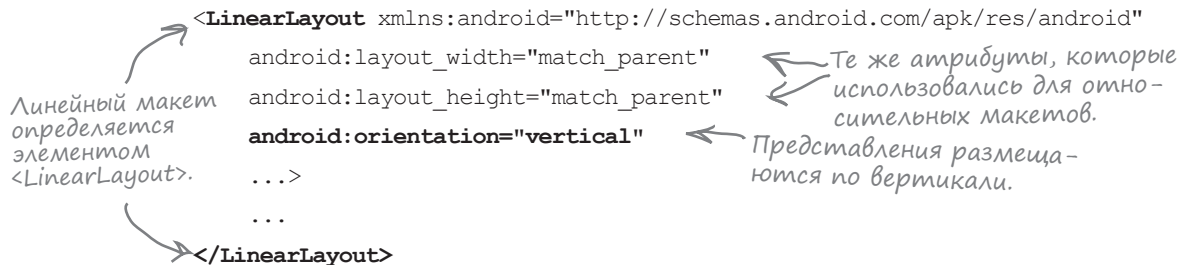 <LinearLayout xmlns:android="http://schemas.android.com/apk/res/android"
android:layout_width="match_parent"
android:layout_height="match_parent"
android:orientation="vertical"
...>
...
</LinearLayout>
Линейный макет
определяется
элементом
<LinearLayout>.
Те же атрибуты, которые
использовались для отно-
сительных макетов.
Представления размеща-
ются по вертикали.